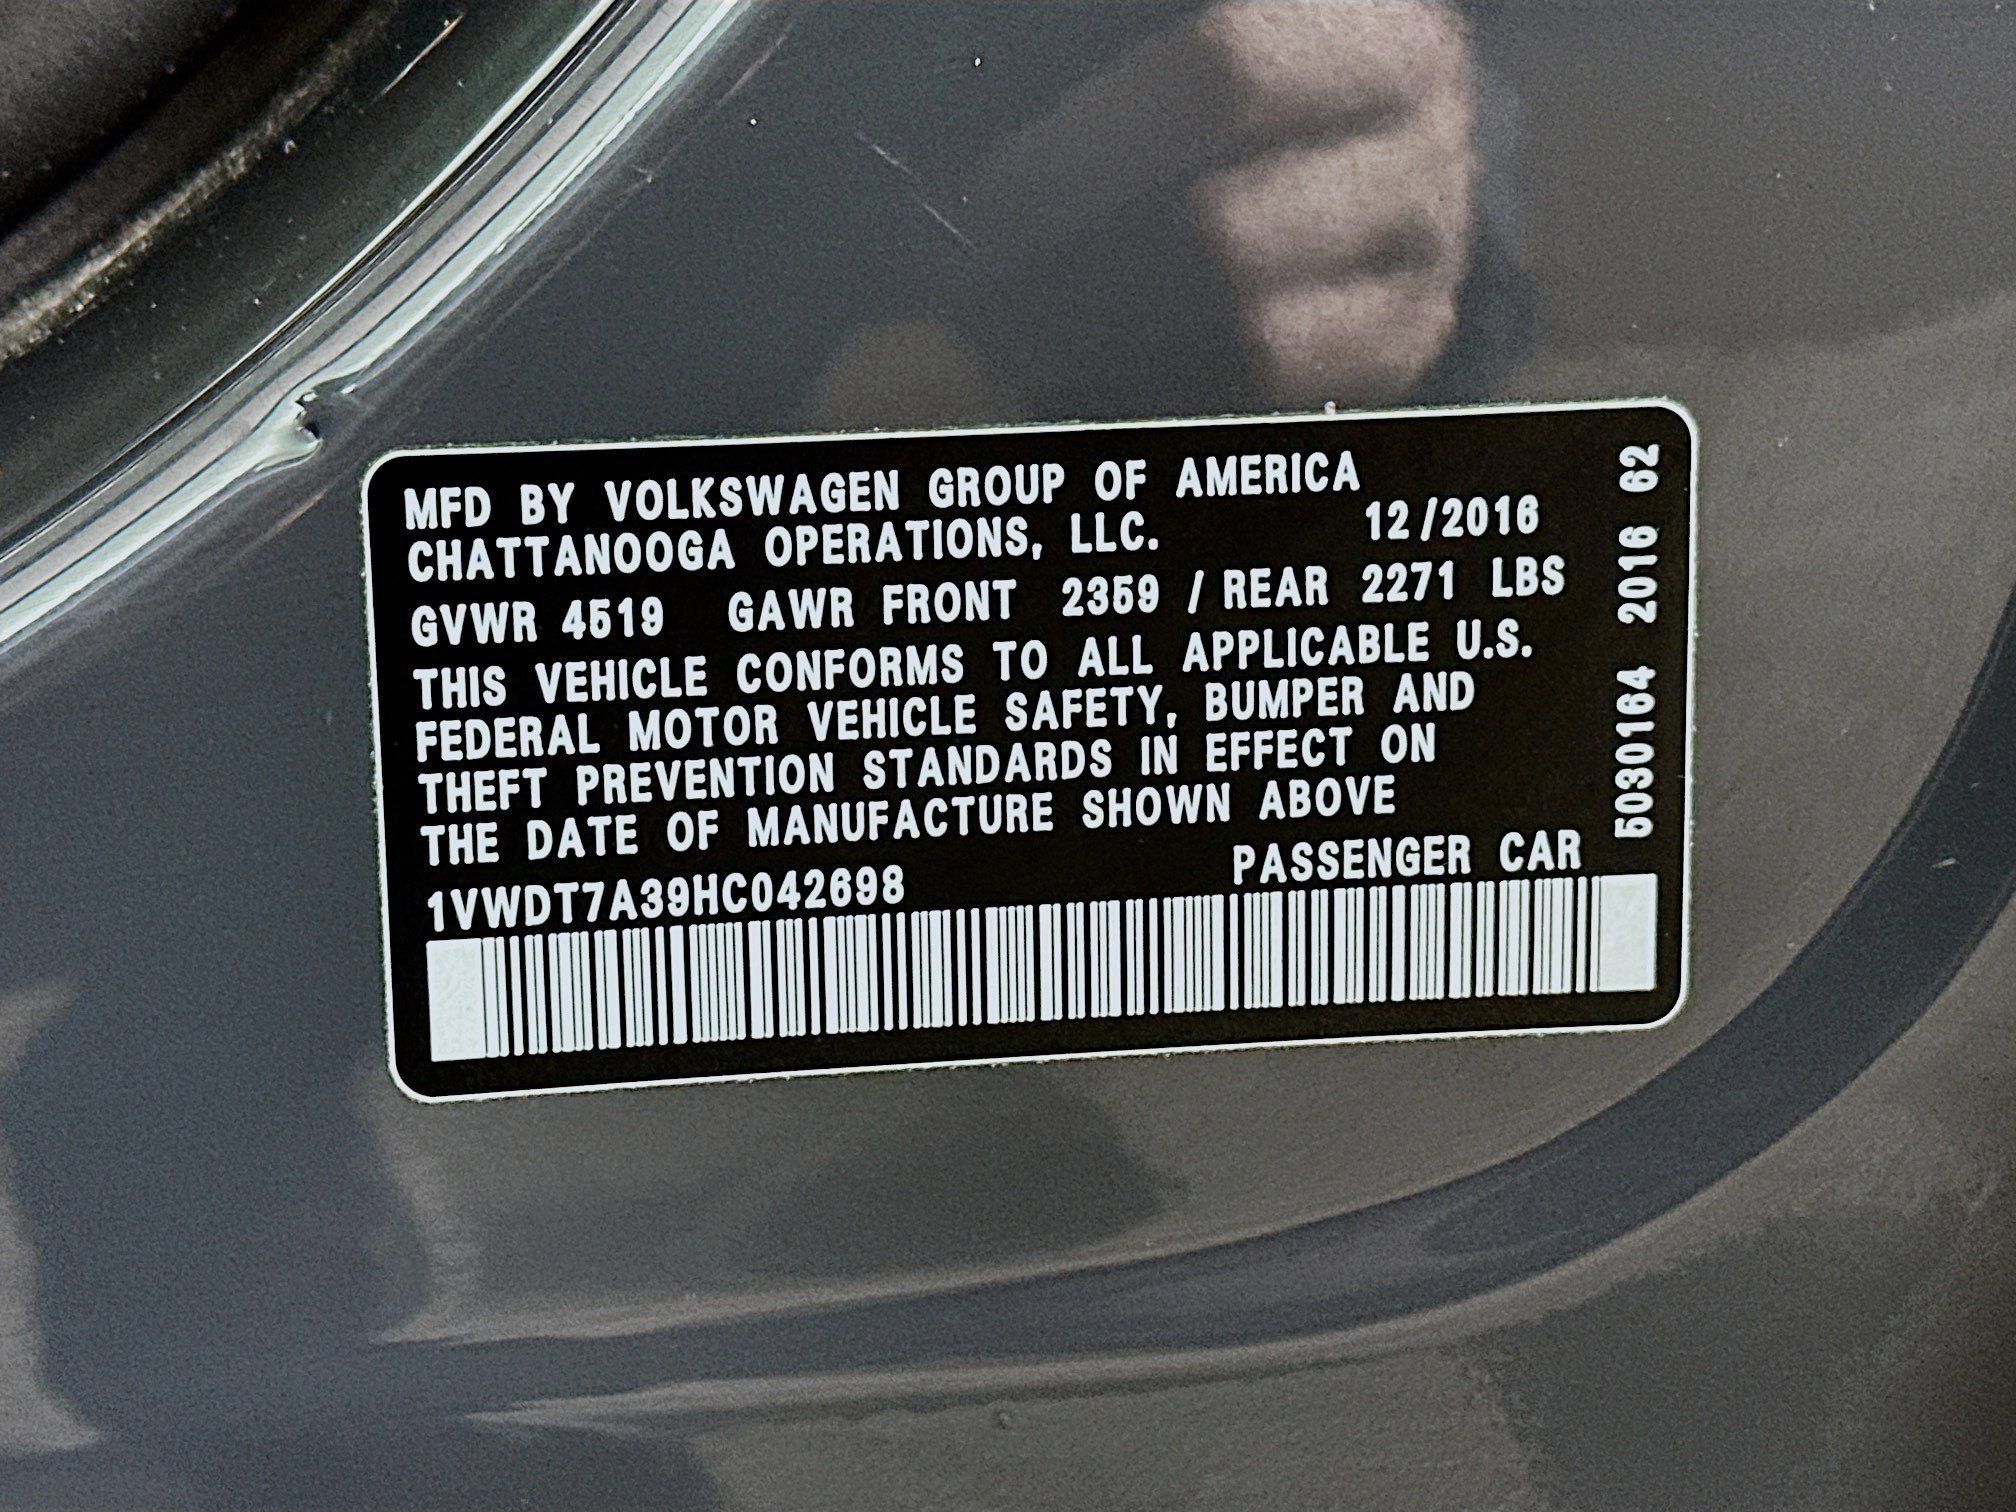 MFD BY VOLKSWAGEN GROUP OF AMERICA
CHATTANOOGA OPERATIONS, LLC. 12/2016
GVWR 4519 GAWR FRONT 2359 / REAR 2271 LBS
THIS VEHICLE CONFORMS TO ALL APPLICABLE U.S.
FEDERAL MOTOR VEHICLE SAFETY, BUMPER AND
THEFT PREVENTION STANDARDS IN EFFECT ON
THE DATE OF MANUFACTURE SHOWN ABOVE
1VWDT7A39HC042698 PASSENGER CAR
5030164 2016 62